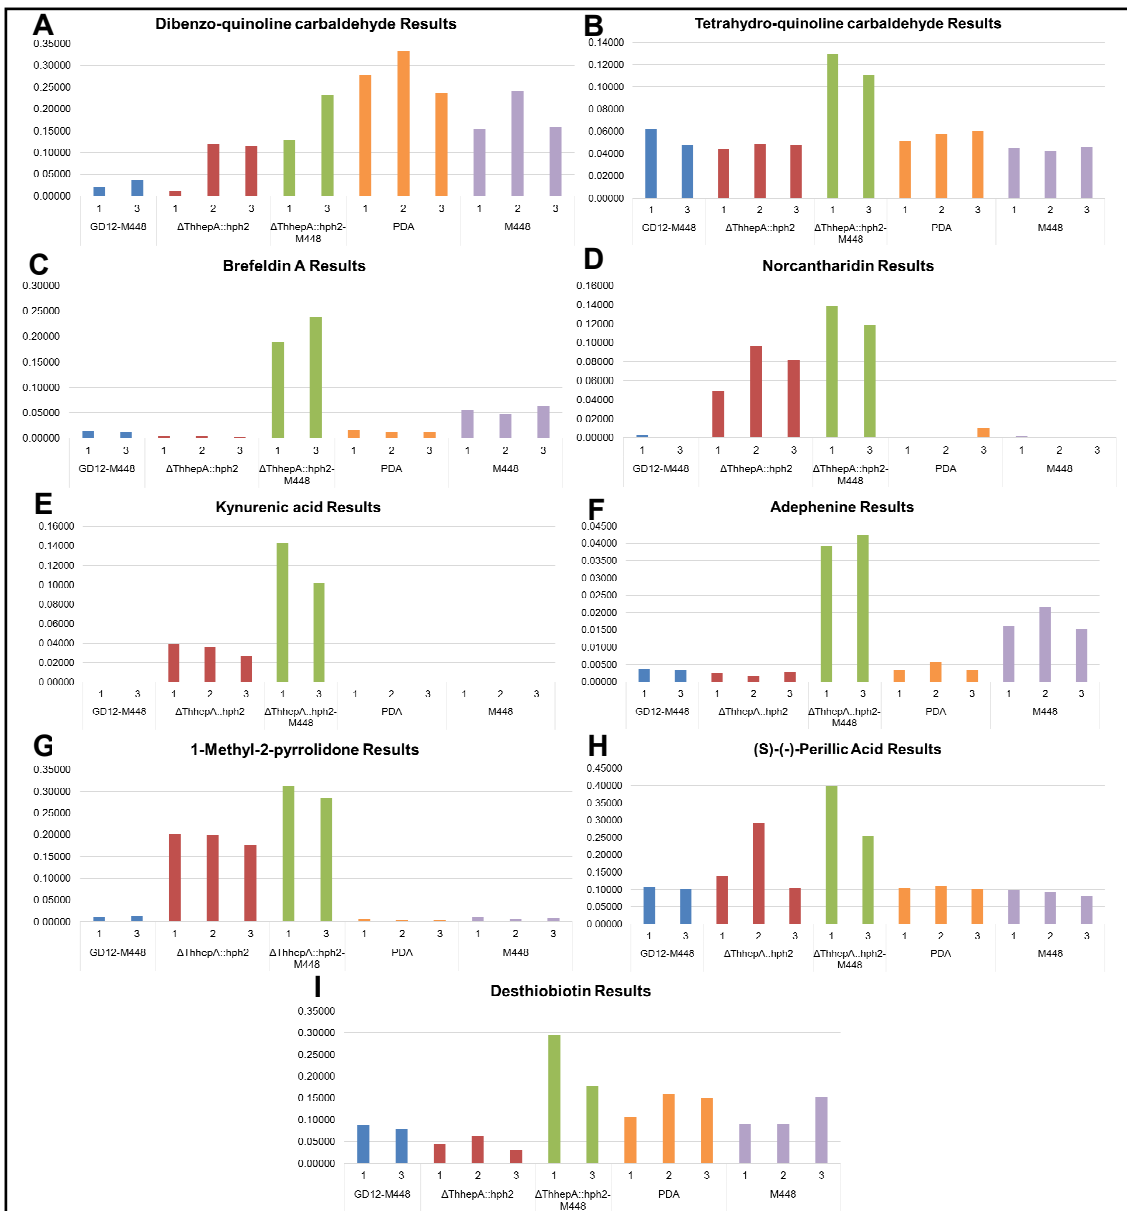 A
Dibenzo-quinoline carbaldehyde Results
0.35000
0.30000
0.25000
0.20000
0.15000
0.10000
0.05000
0.00000
1 3 1 2 3 1 3 1 2 3 1 2 3
GD12-M448 ΔThhepA::hph2 ΔThhepA::hph2- PDA M448
M448
B
Tetrahydro-quinoline carbaldehyde Results
0.14000
0.12000
0.10000
0.08000
0.06000
0.04000
0.02000
0.00000
1 3 1 2 3 1 3 1 2 3 1 2 3
GD12-M448 ΔThhepA::hph2 ΔThhepA::hph2- PDA M448
M448
C
Brefeldin A Results
0.30000
0.25000
0.20000
0.15000
0.10000
0.05000
0.00000
1 3 1 2 3 1 3 1 2 3 1 2 3
GD12-M448 ΔThhepA::hph2 ΔThhepA::hph2- PDA M448
M448
D
Norcantharidin Results
0.16000
0.14000
0.12000
0.10000
0.08000
0.06000
0.04000
0.02000
0.00000
1 3 1 2 3 1 3 1 2 3 1 2 3
GD12-M448 ΔThhepA::hph2 ΔThhepA::hph2- PDA M448
M448
E
Kynurenic acid Results
0.16000
0.14000
0.12000
0.10000
0.08000
0.06000
0.04000
0.02000
0.00000
1 3 1 2 3 1 3 1 2 3 1 2 3
GD12-M448 ΔThhepA::hph2 ΔThhepA::hph2- PDA M448
M448
F
Adephenine Results
0.04500
0.04000
0.03500
0.03000
0.02500
0.02000
0.01500
0.01000
0.00500
0.00000
1 3 1 2 3 1 3 1 2 3 1 2 3
GD12-M448 ΔThhepA::hph2 ΔThhepA::hph2- PDA M448
M448
G
1-Methyl-2-pyrrolidone Results
0.35000
0.30000
0.25000
0.20000
0.15000
0.10000
0.05000
0.00000
1 3 1 2 3 1 3 1 2 3 1 2 3
GD12-M448 ΔThhepA::hph2 ΔThhepA::hph2- PDA M448
M448
H
(S)-(-)-Perillic Acid Results
0.45000
0.40000
0.35000
0.30000
0.25000
0.20000
0.15000
0.10000
0.05000
0.00000
1 3 1 2 3 1 3 1 2 3 1 2 3
GD12-M448 ΔThhepA::hph2 ΔThhepA::hph2- PDA M448
M448
I
Desthiobiotin Results
0.35000
0.30000
0.25000
0.20000
0.15000
0.10000
0.05000
0.00000
1 3 1 2 3 1 3 1 2 3 1 2 3
GD12-M448 ΔThhepA::hph2 ΔThhepA::hph2- PDA M448
M448